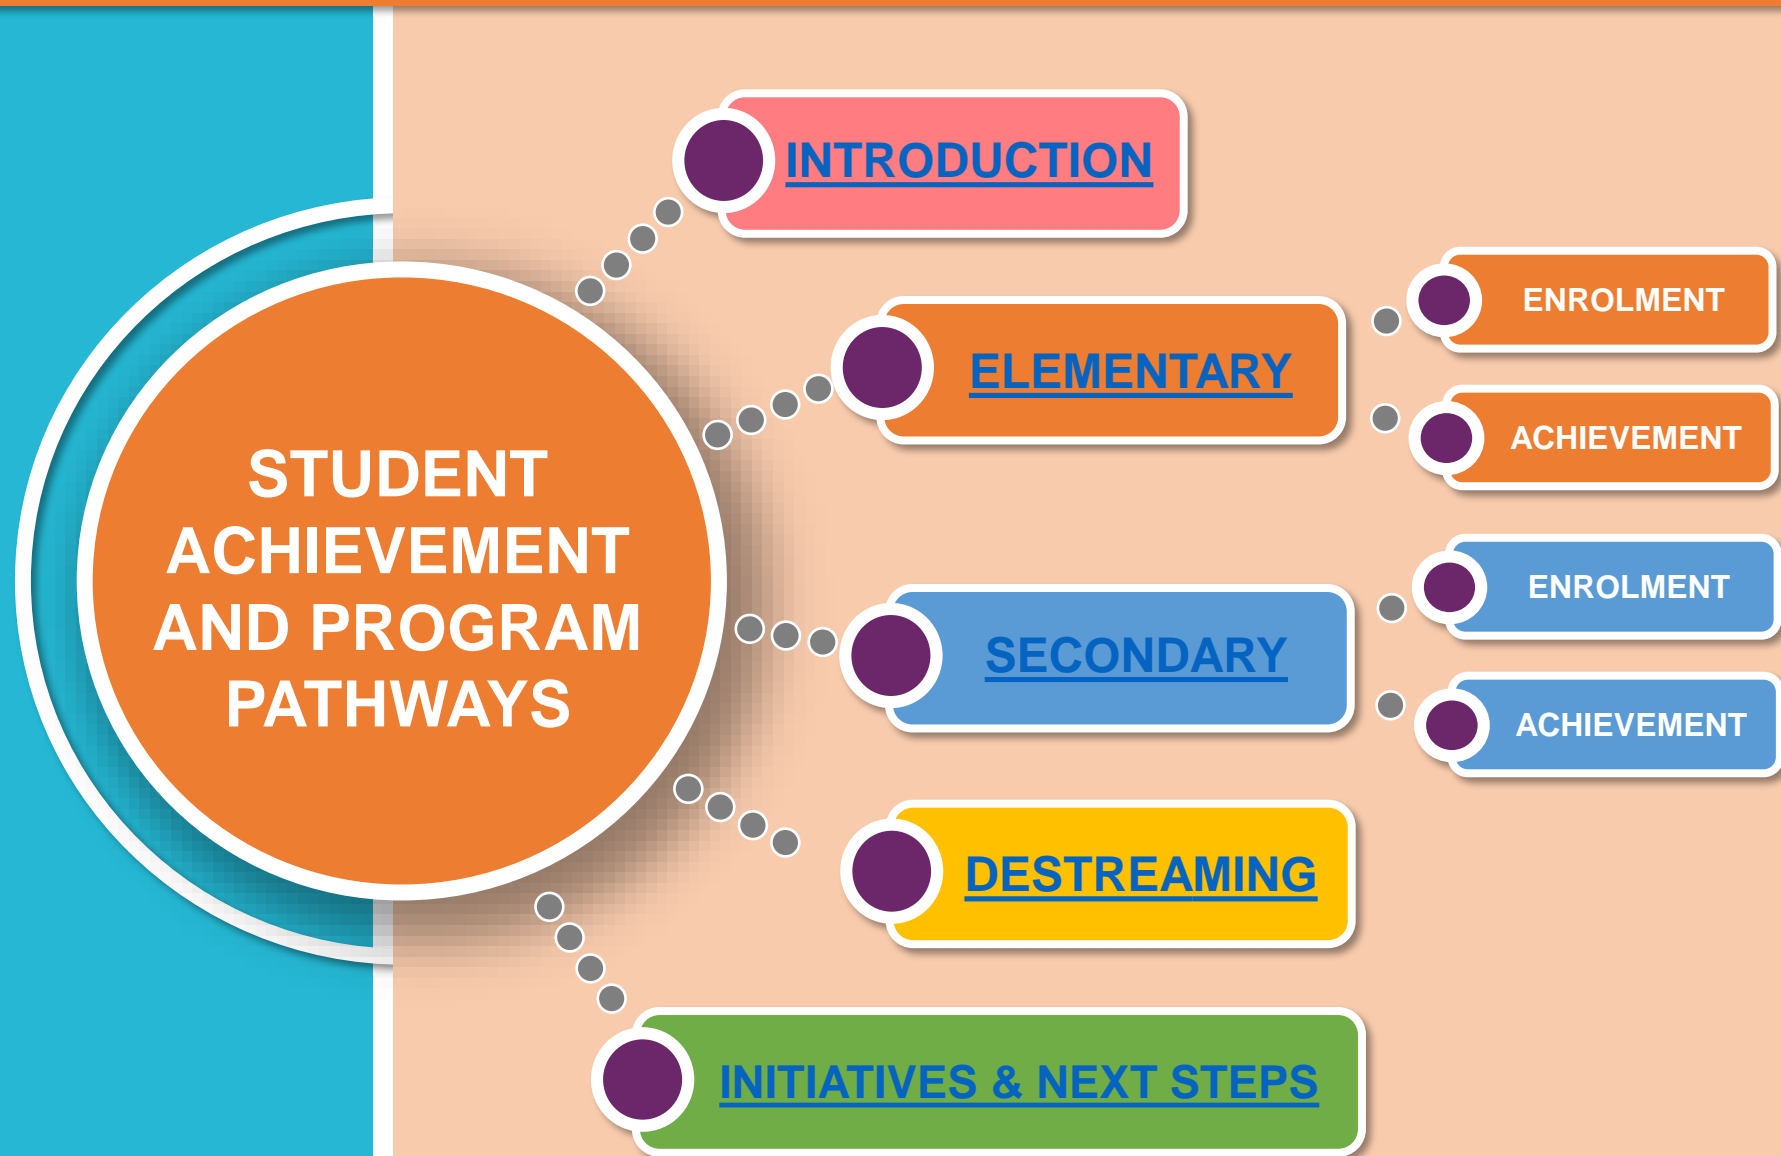 STUDENT
ACHIEVEMENT
AND PROGRAM
PATHWAYS
INTRODUCTION
ELEMENTARY
ENROLMENT
ACHIEVEMENT
SECONDARY
ENROLMENT
ACHIEVEMENT
DESTREAMING
INITIATIVES & NEXT STEPS